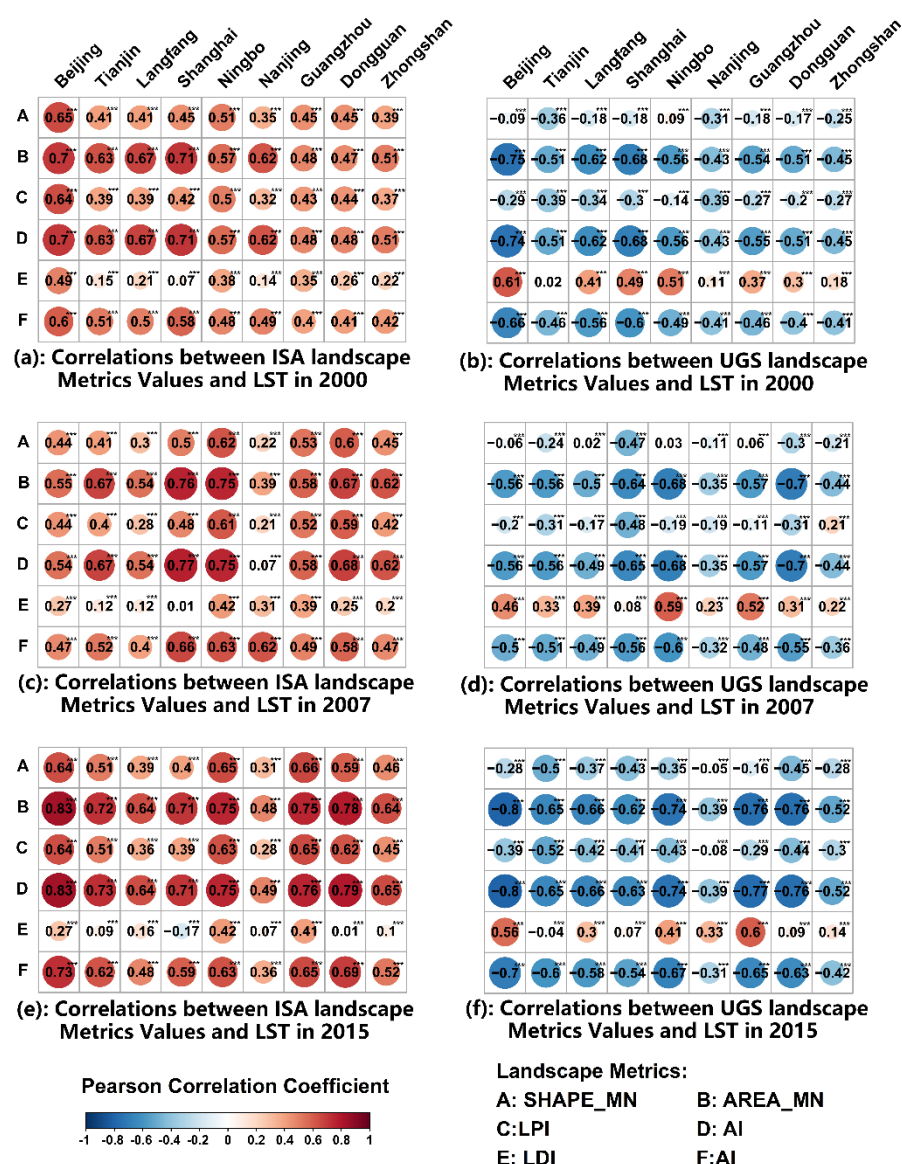 Beijing Tianjin Langfang Shanghai Ningbo Nanjing Guangzhou Dongguan Zhongshan
Beijing Tianjin Langfang Shanghai Ningbo Nanjing Guangzhou Dongguan Zhongshan
A 0.65*** 0.41*** 0.41*** 0.45*** 0.51*** 0.35*** 0.45*** 0.45*** 0.39***
B 0.7*** 0.63*** 0.67*** 0.71*** 0.57*** 0.62*** 0.48*** 0.47*** 0.51***
C 0.64*** 0.39*** 0.39*** 0.42*** 0.5*** 0.32*** 0.43*** 0.44*** 0.37***
D 0.7*** 0.63*** 0.67*** 0.71*** 0.57*** 0.62*** 0.48*** 0.48*** 0.51***
E 0.49*** 0.15*** 0.21*** 0.07*** 0.38*** 0.14*** 0.35*** 0.26*** 0.22***
F 0.6*** 0.51*** 0.5*** 0.58*** 0.48*** 0.49*** 0.4*** 0.41*** 0.42***
(a): Correlations between ISA landscape
Metrics Values and LST in 2000
−0.09*** −0.36*** −0.18*** −0.18*** 0.09*** −0.31*** −0.18*** −0.17*** −0.25***
−0.75*** −0.51*** −0.62*** −0.68*** −0.56*** −0.43*** −0.54*** −0.51*** −0.45***
−0.29*** −0.39*** −0.34*** −0.3*** −0.14*** −0.39*** −0.27*** −0.2*** −0.27***
−0.74*** −0.51*** −0.62*** −0.68*** −0.56*** −0.43*** −0.55*** −0.51*** −0.45***
0.61*** 0.02 0.41*** 0.49*** 0.51*** 0.11*** 0.37*** 0.3*** 0.18***
−0.66*** −0.46*** −0.56*** −0.6*** −0.49*** −0.41*** −0.46*** −0.4*** −0.41***
(b): Correlations between UGS landscape
Metrics Values and LST in 2000
A 0.44*** 0.41*** 0.3*** 0.5*** 0.62*** 0.22*** 0.53*** 0.6*** 0.45***
B 0.55*** 0.67*** 0.54*** 0.76*** 0.75*** 0.39*** 0.58*** 0.67*** 0.62***
C 0.44*** 0.4*** 0.28*** 0.48*** 0.61*** 0.21*** 0.52*** 0.59*** 0.42***
D 0.54*** 0.67*** 0.54*** 0.77*** 0.75*** 0.07*** 0.58*** 0.68*** 0.62***
E 0.27*** 0.12*** 0.12*** 0.01 0.42*** 0.31*** 0.39*** 0.25*** 0.2***
F 0.47*** 0.52*** 0.4*** 0.66*** 0.63*** 0.62*** 0.49*** 0.58*** 0.47***
(c): Correlations between ISA landscape
Metrics Values and LST in 2007
−0.06*** −0.24*** 0.02*** −0.47*** 0.03 −0.11*** 0.06*** −0.3*** −0.21***
−0.56*** −0.56*** −0.5*** −0.64*** −0.68*** −0.35*** −0.57*** −0.7*** −0.44***
−0.2*** −0.31*** −0.17*** −0.48*** −0.19*** −0.19*** −0.11*** −0.31*** 0.21***
−0.56*** −0.56*** −0.49*** −0.65*** −0.68*** −0.35*** −0.57*** −0.7*** −0.44***
0.46*** 0.33*** 0.39*** 0.08*** 0.59*** 0.23*** 0.52*** 0.31*** 0.22***
−0.5*** −0.51*** −0.49*** −0.56*** −0.6*** −0.32*** −0.48*** −0.55*** −0.36***
(d): Correlations between UGS landscape
Metrics Values and LST in 2007
A 0.64*** 0.51*** 0.39*** 0.4*** 0.65*** 0.31*** 0.66*** 0.59*** 0.46***
B 0.83*** 0.72*** 0.64*** 0.71*** 0.75*** 0.48*** 0.75*** 0.78*** 0.64***
C 0.64*** 0.51*** 0.36*** 0.39*** 0.63*** 0.28*** 0.65*** 0.62*** 0.45***
D 0.83*** 0.73*** 0.64*** 0.71*** 0.75*** 0.49*** 0.76*** 0.79*** 0.65***
E 0.27*** 0.09*** 0.16*** −0.17*** 0.42*** 0.07*** 0.41*** 0.01*** 0.1***
F 0.73*** 0.62*** 0.48*** 0.59*** 0.63*** 0.36*** 0.65*** 0.69*** 0.52***
(e): Correlations between ISA landscape
Metrics Values and LST in 2015
−0.28*** −0.5*** −0.37*** −0.43*** −0.35*** −0.05*** −0.16*** −0.45*** −0.28***
−0.8*** −0.65*** −0.66*** −0.62*** −0.74*** −0.39*** −0.76*** −0.76*** −0.52***
−0.39*** −0.52*** −0.42*** −0.41*** −0.43*** −0.08*** −0.29*** −0.44*** −0.3***
−0.8*** −0.65*** −0.66*** −0.63*** −0.74*** −0.39*** −0.77*** −0.76*** −0.52***
0.56*** −0.04*** 0.3*** 0.07*** 0.41*** 0.33*** 0.6*** 0.09*** 0.14***
−0.7*** −0.6*** −0.58*** −0.54*** −0.67*** −0.31*** −0.65*** −0.63*** −0.42***
(f): Correlations between UGS landscape
Metrics Values and LST in 2015
Pearson Correlation Coefficient
-1 -0.8 -0.6 -0.4 -0.2 0 0.2 0.4 0.6 0.8 1
Landscape Metrics:
A: SHAPE_MN B: AREA_MN
C:LPI D: AI
E: LDI F:AI